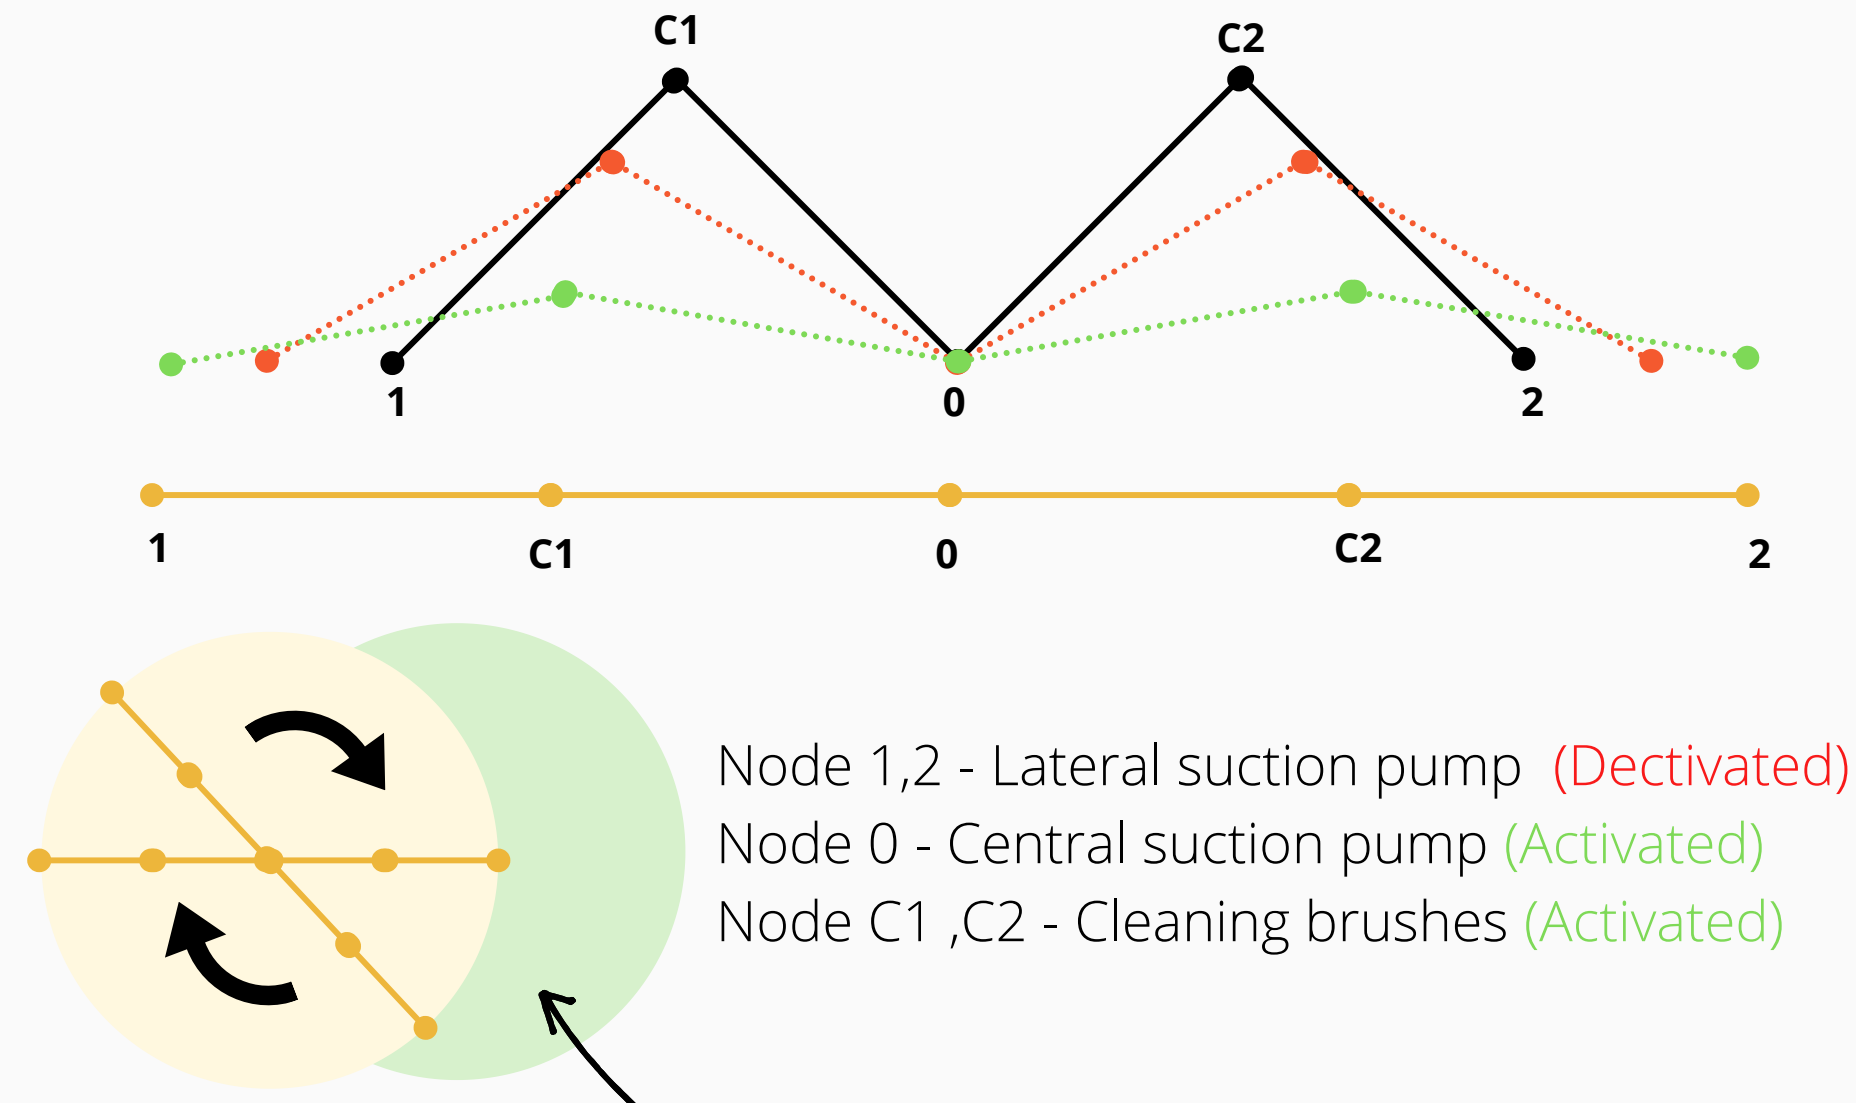 C1 C2
1 0 2
1 C1 0 C2 2
Node 1,2 - Lateral suction pump (Dectivated)
Node 0 - Central suction pump (Activated)
Node C1 ,C2 - Cleaning brushes (Activated)